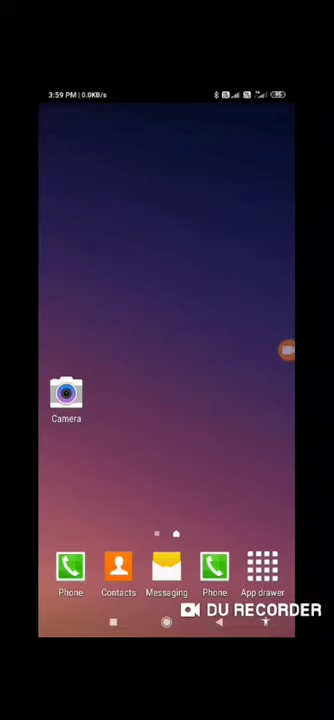 3:59 PM | 0.0KB/s
Camera
Phone
Contacts
Messaging
Phone
App drawer
DU RECORDER